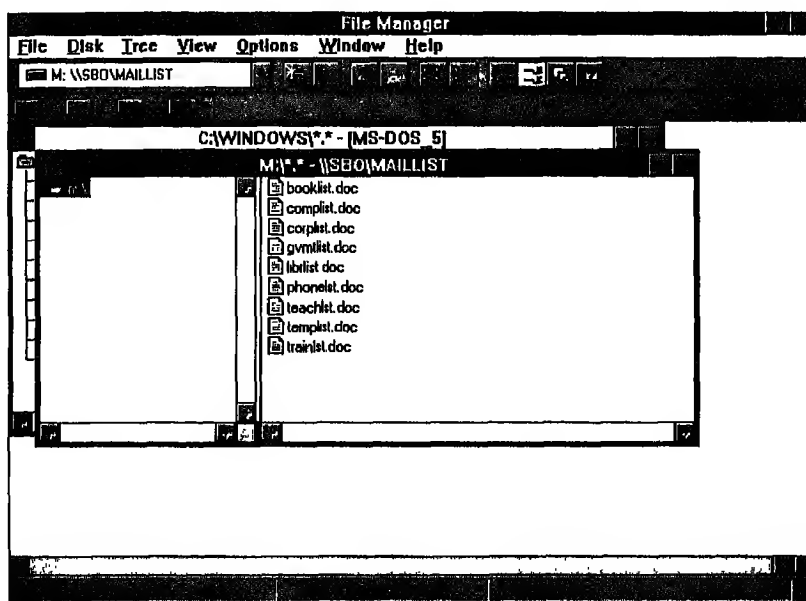 File Manager
File Disk Tree View Options Window Help
M: \\SBO\MAILLIST
C:\WINDOWS\*.* - [MS-DOS_5]
M:\*.* - \\SBO\MAILLIST
booklist.doc
complist.doc
corplist.doc
gvmtlist.doc
librlist.doc
phonelst.doc
teachlst.doc
templist.doc
trainlst.doc